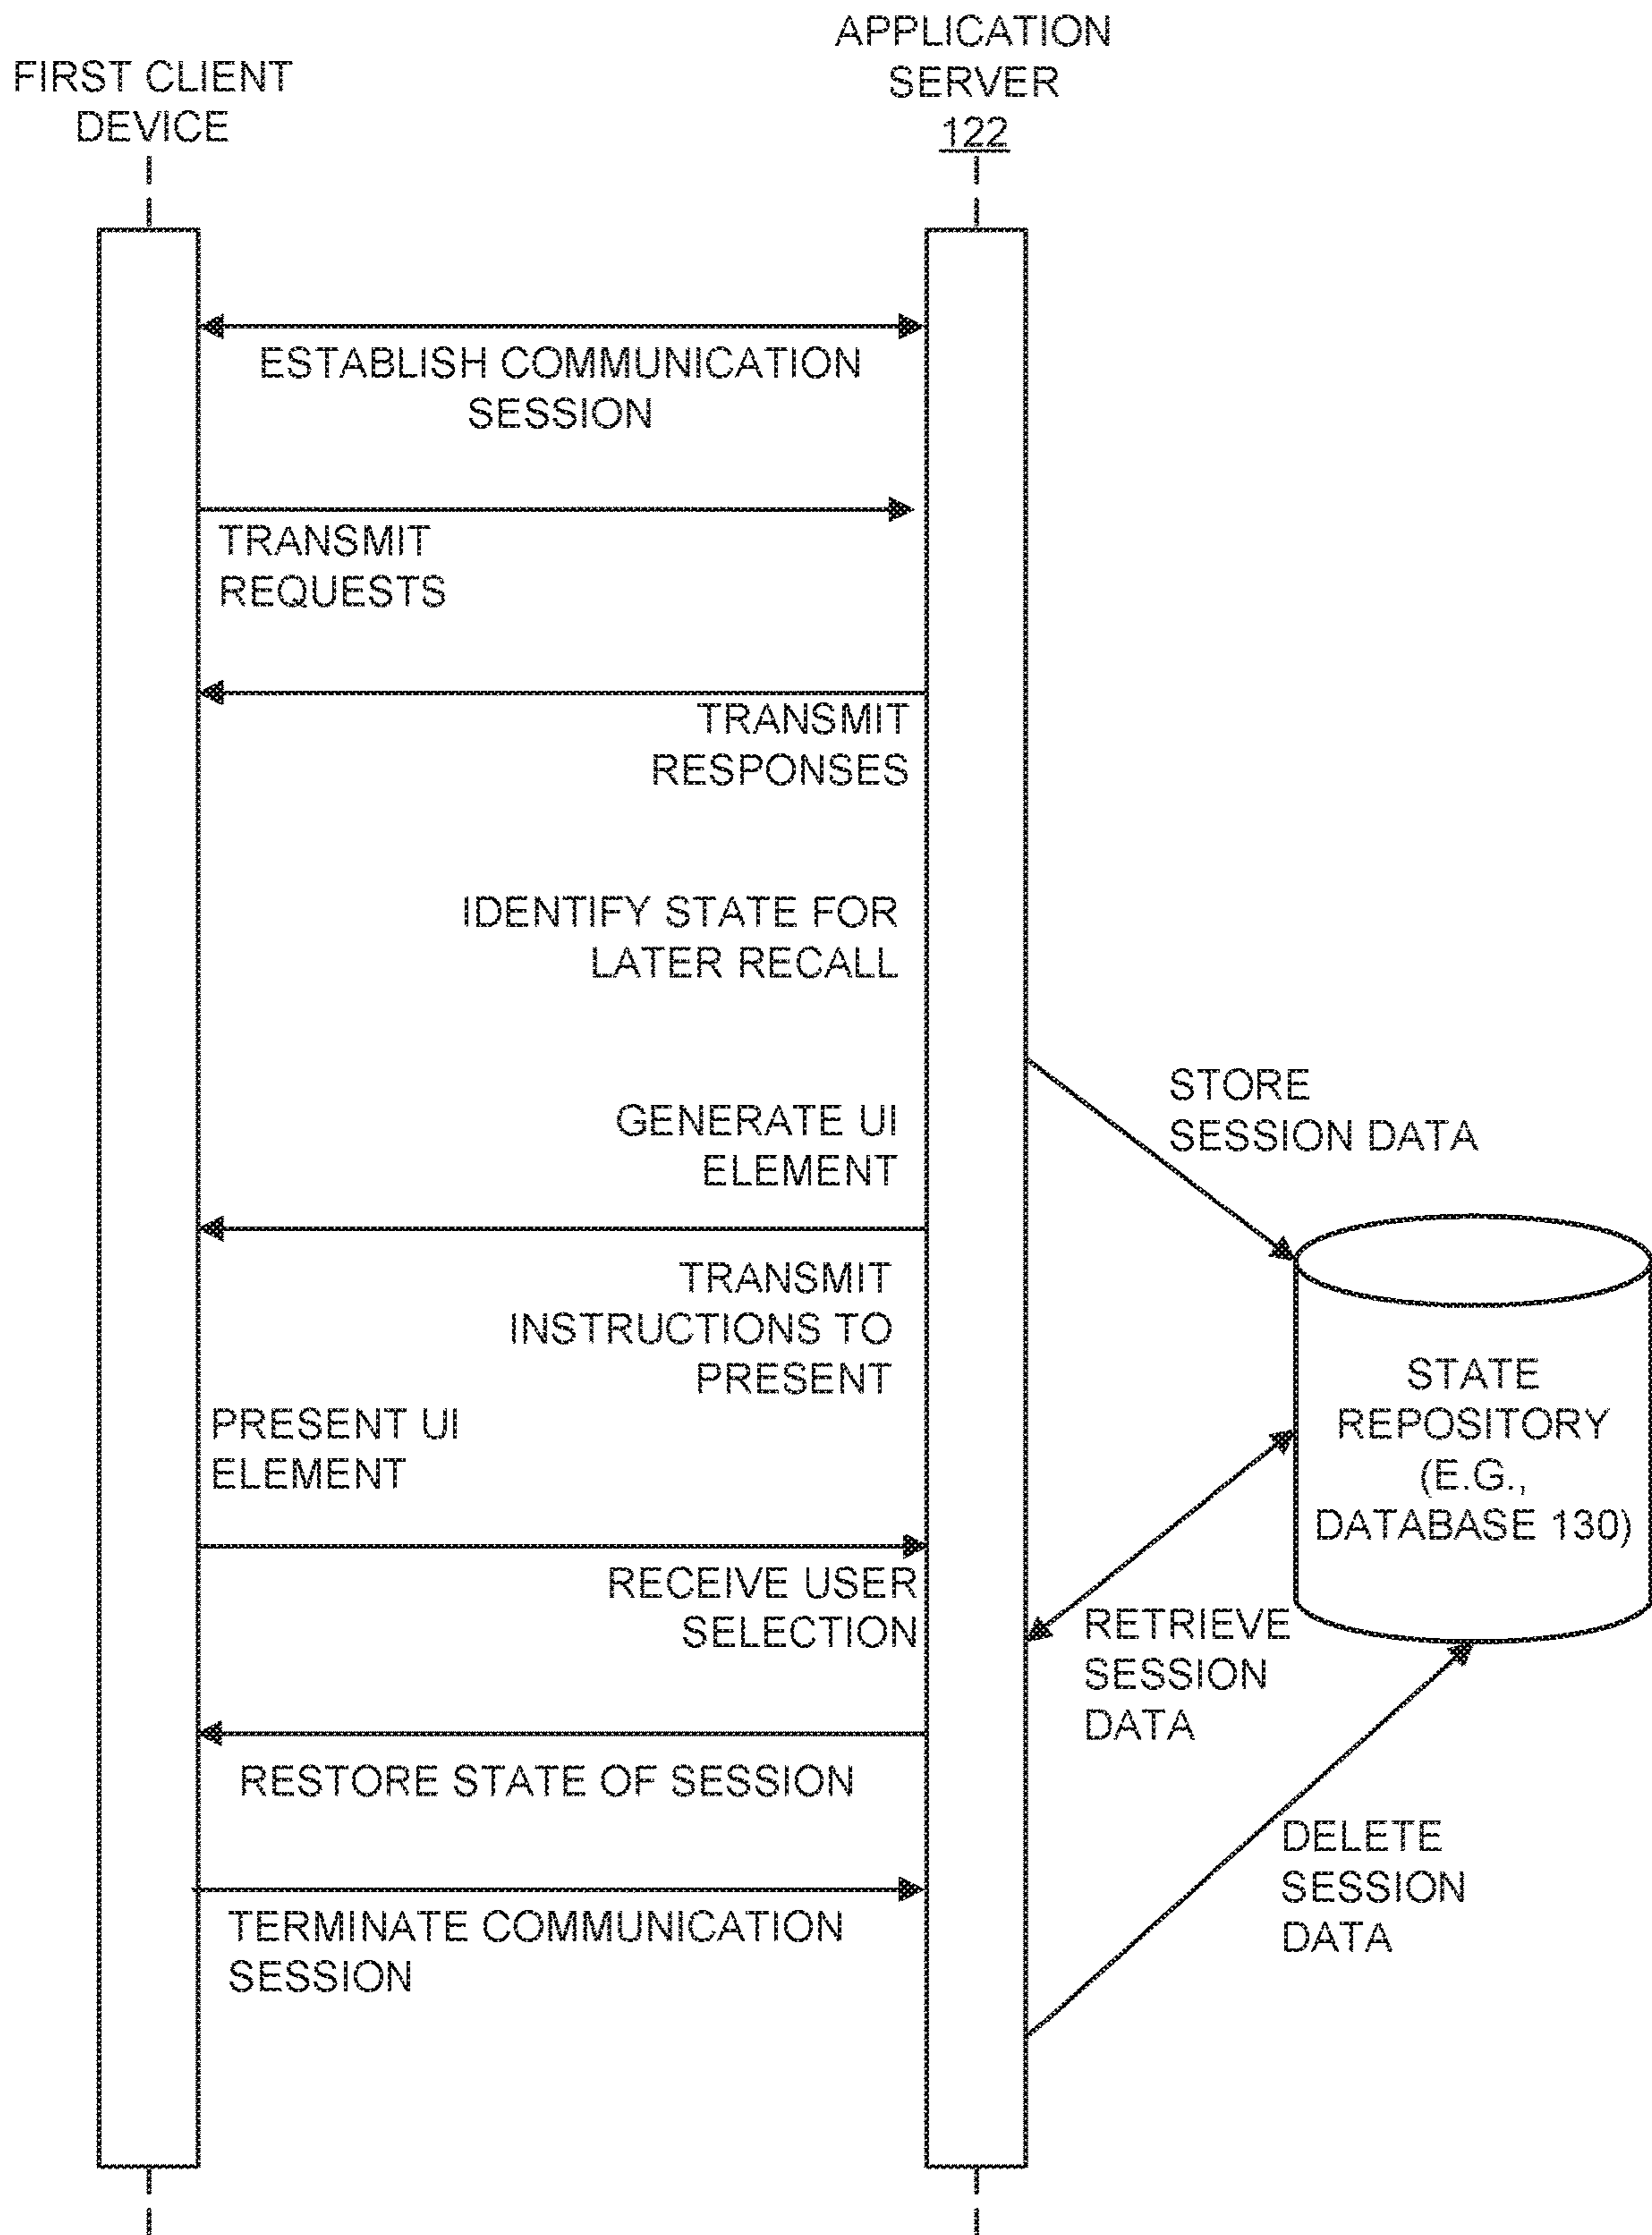 FIRST CLIENT
DEVICE
APPLICATION
SERVER
122
ESTABLISH COMMUNICATION
SESSION
TRANSMIT
REQUESTS
TRANSMIT
RESPONSES
IDENTIFY STATE FOR
LATER RECALL
STORE
SESSION DATA
GENERATE UI
ELEMENT
TRANSMIT
INSTRUCTIONS TO
PRESENT
STATE
REPOSITORY
(E.G.,
DATABASE 130)
PRESENT UI
ELEMENT
RECEIVE USER
SELECTION
RETRIEVE
SESSION
DATA
RESTORE STATE OF SESSION
DELETE
SESSION
DATA
TERMINATE COMMUNICATION
SESSION